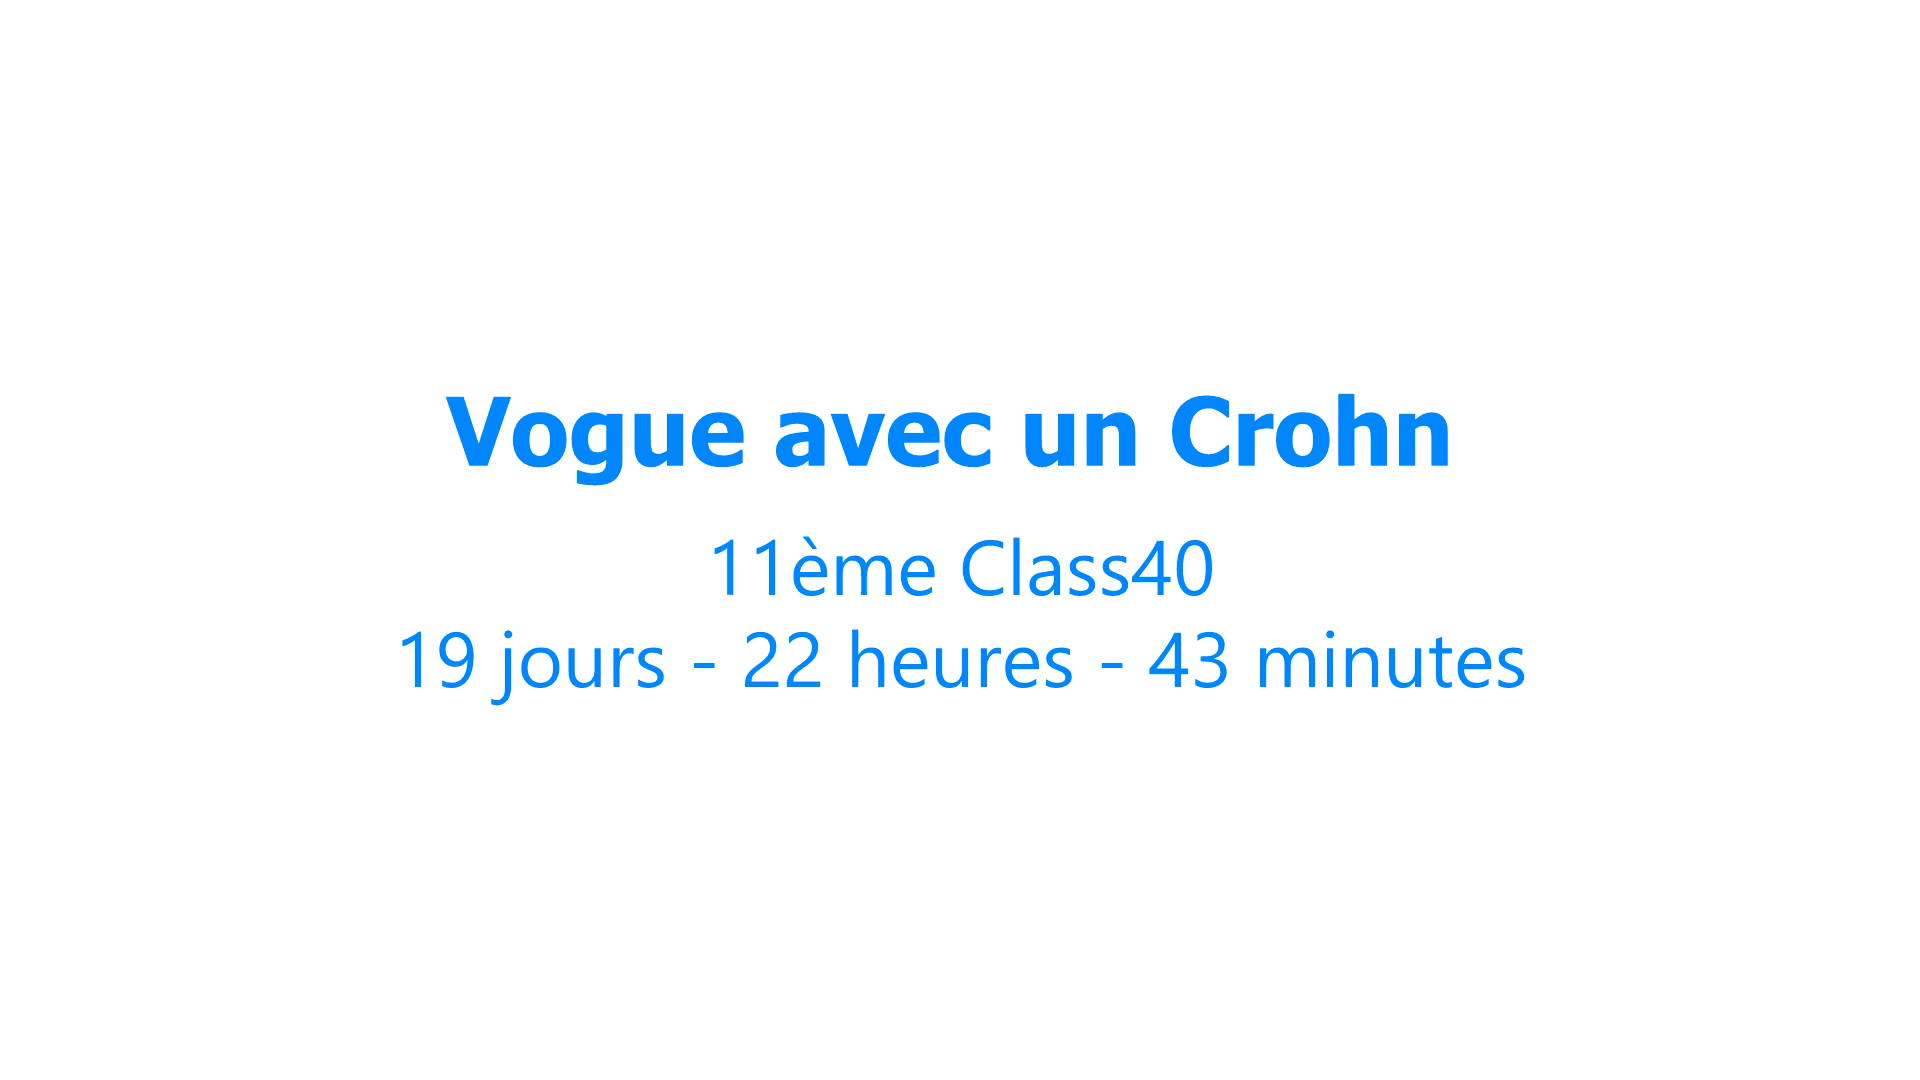 Vogue avec un Crohn
11ème Class40
19 jours - 22 heures - 43 minutes